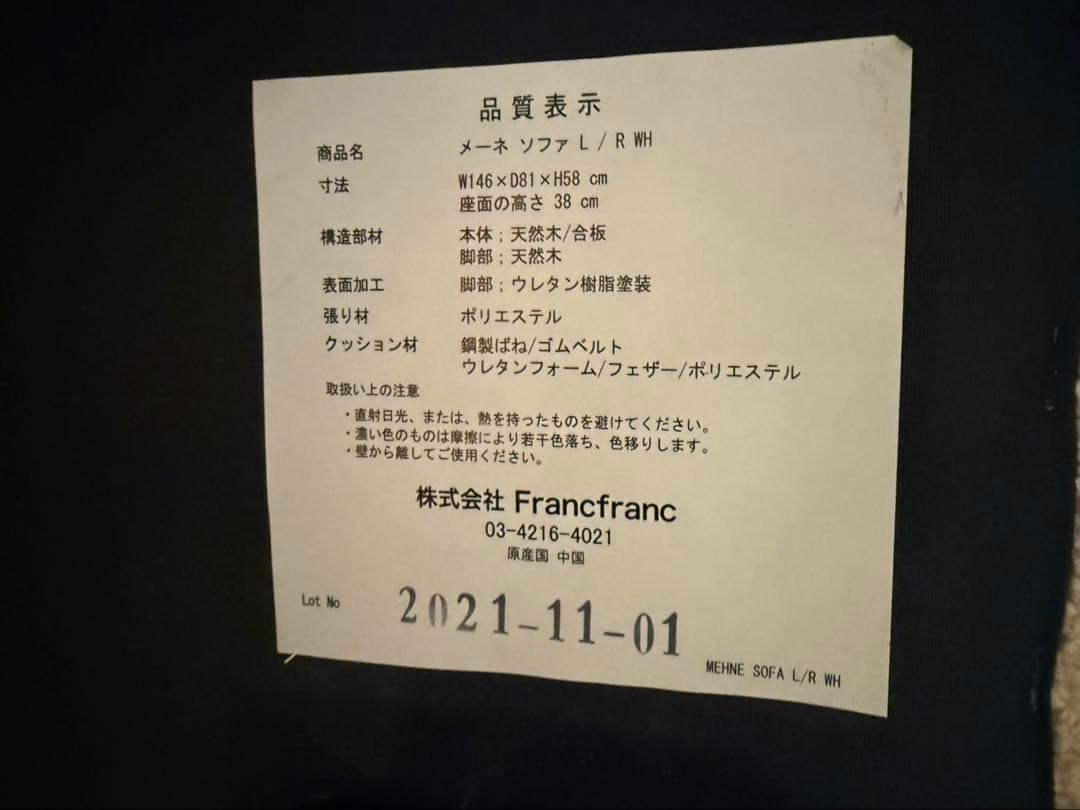 品質表示
商品名 メーネ ソファ L / R WH
寸法 W146×D81×H58 cm
座面の高さ 38 cm
構造部材 本体；天然木/合板
脚部；天然木
表面加工 脚部；ウレタン樹脂塗装
張り材 ポリエステル
クッション材 鋼製ばね/ゴムベルト
ウレタンフォーム/フェザー/ポリエステル
取扱い上の注意
・直射日光、または、熱を持ったものを避けてください。
・濃い色のものは摩擦により若干色落ち、色移りします。
・壁から離してご使用ください。
株式会社 Francfranc
03-4216-4021
原産国 中国
Lot No 2021-11-01
MEHNE SOFA L/R WH